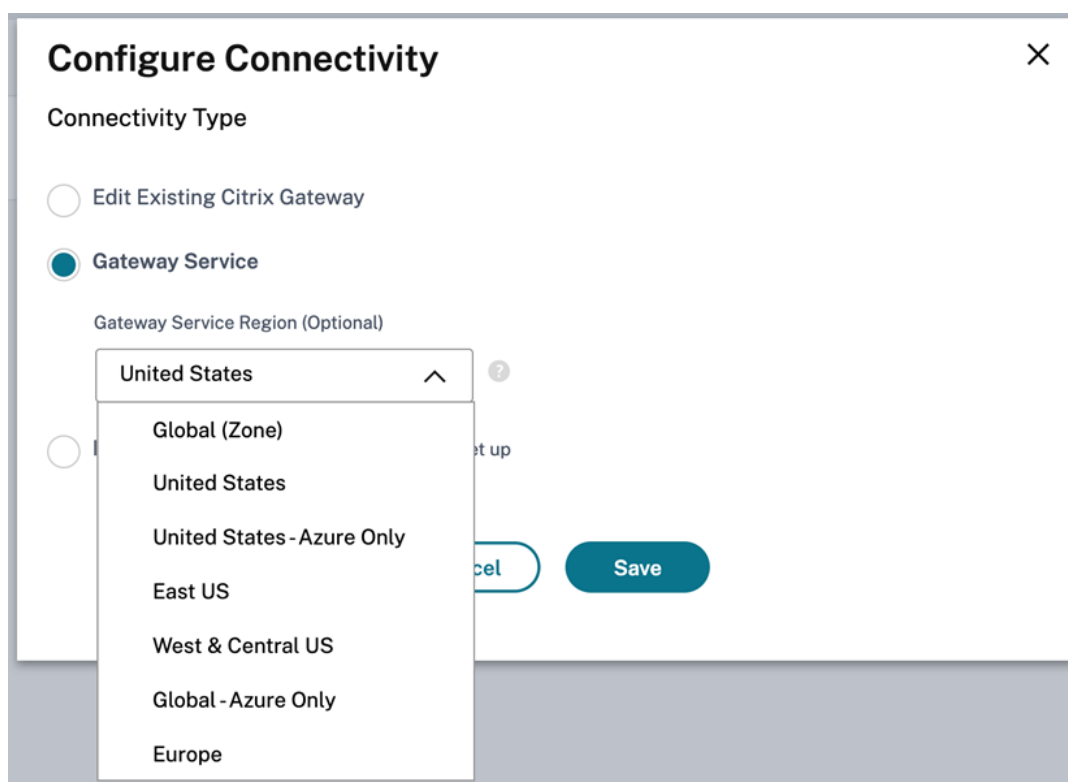 Configure Connectivity
Connectivity Type
Edit Existing Citrix Gateway
Gateway Service
Gateway Service Region (Optional)
United States
?
Global (Zone)
up
United States
United States - Azure Only
Save
East US
West & Central US
Global - Azure Only
Europe